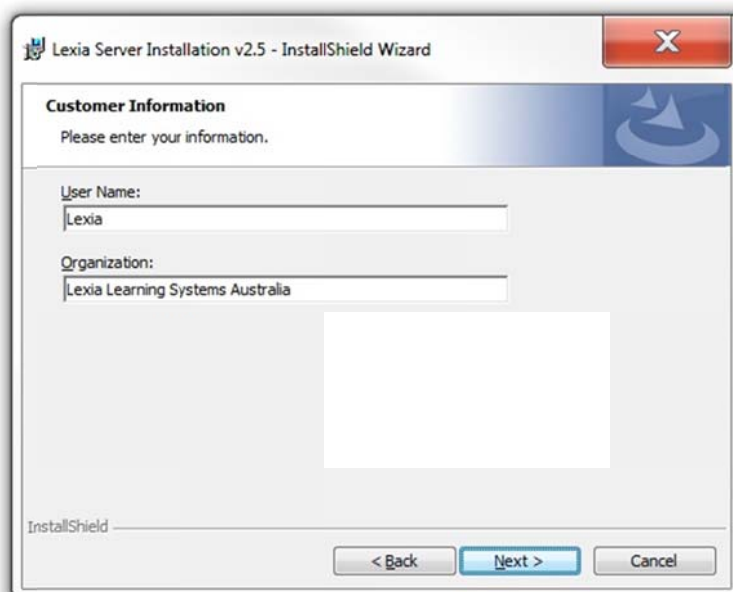 Lexia Server Installation v2.5 - InstallShield Wizard
Customer Information
Please enter your information.
User Name:
Lexia
Organization:
Lexia Learning Systems Australia
InstallShield
< Back
Next >
Cancel